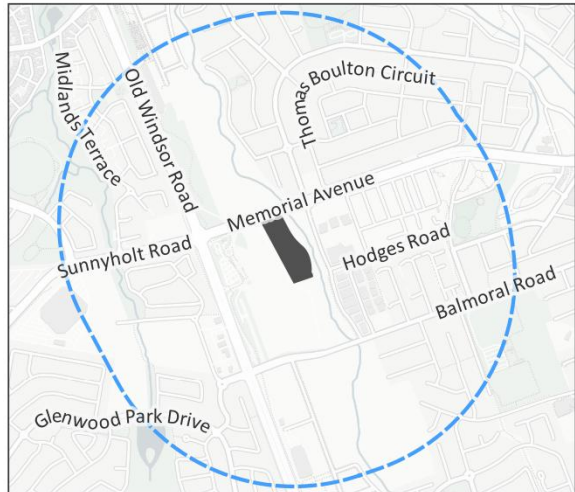 Midlands Terrace
Old Windsor Road
Thomas Boulton Circuit
Memorial Avenue
Sunnyholt Road
Hodges Road
Balmoral Road
Glenwood Park Drive